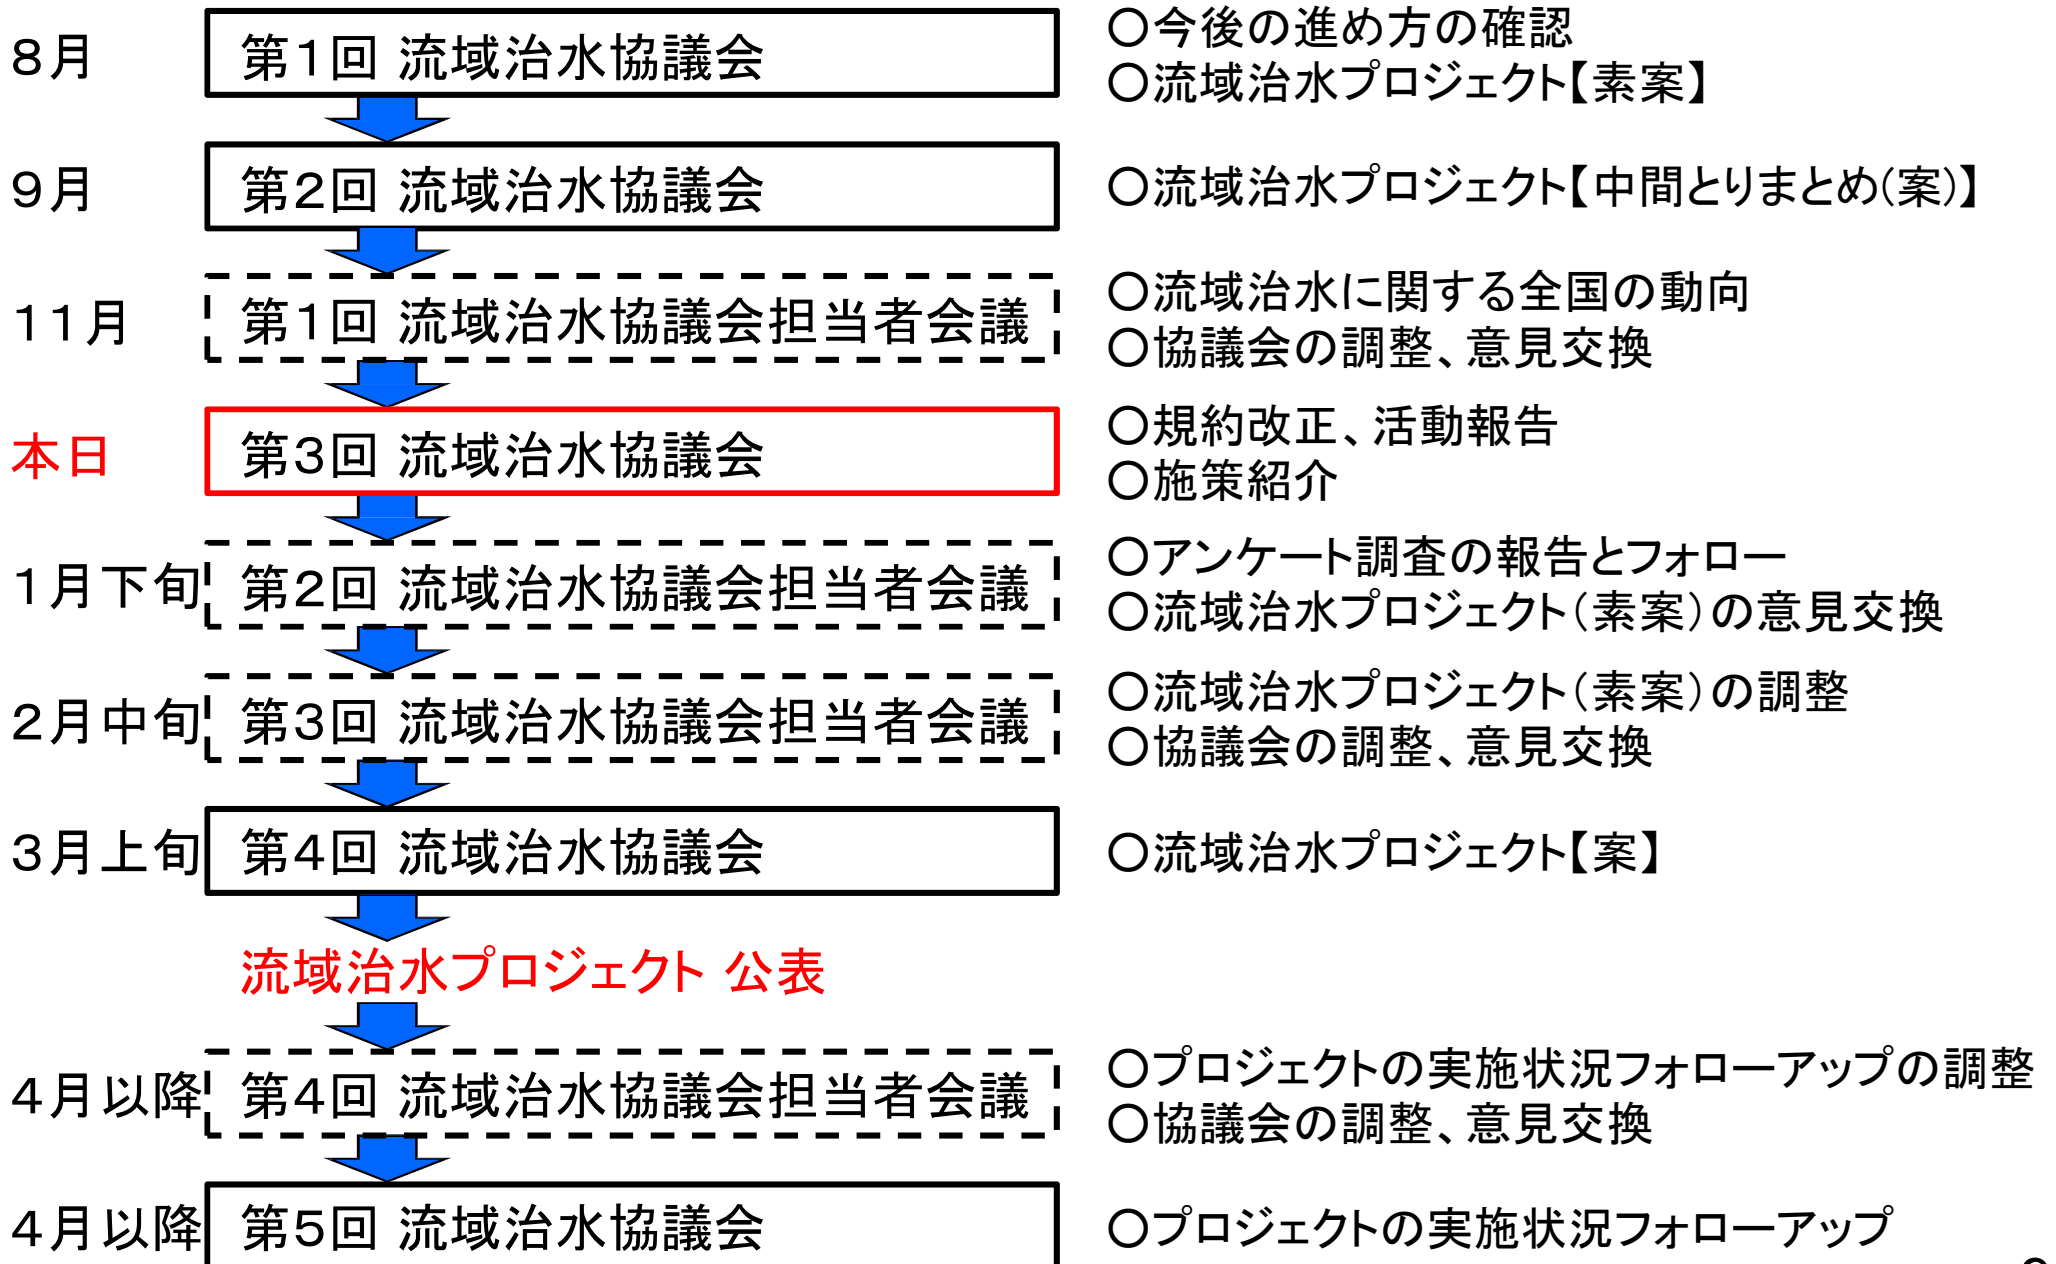 ８月
第１回 流域治水協議会
○今後の進め方の確認
○流域治水プロジェクト【素案】
９月
第２回 流域治水協議会
○流域治水プロジェクト【中間とりまとめ(案)】
１１月
第１回 流域治水協議会担当者会議
○流域治水に関する全国の動向
○協議会の調整、意見交換
本日
第３回 流域治水協議会
○規約改正、活動報告
○施策紹介
１月下旬
第２回 流域治水協議会担当者会議
○アンケート調査の報告とフォロー
○流域治水プロジェクト（素案）の意見交換
２月中旬
第３回 流域治水協議会担当者会議
○流域治水プロジェクト（素案）の調整
○協議会の調整、意見交換
３月上旬
第４回 流域治水協議会
○流域治水プロジェクト【案】
流域治水プロジェクト 公表
４月以降
第４回 流域治水協議会担当者会議
○プロジェクトの実施状況フォローアップの調整
○協議会の調整、意見交換
４月以降
第５回 流域治水協議会
○プロジェクトの実施状況フォローアップ